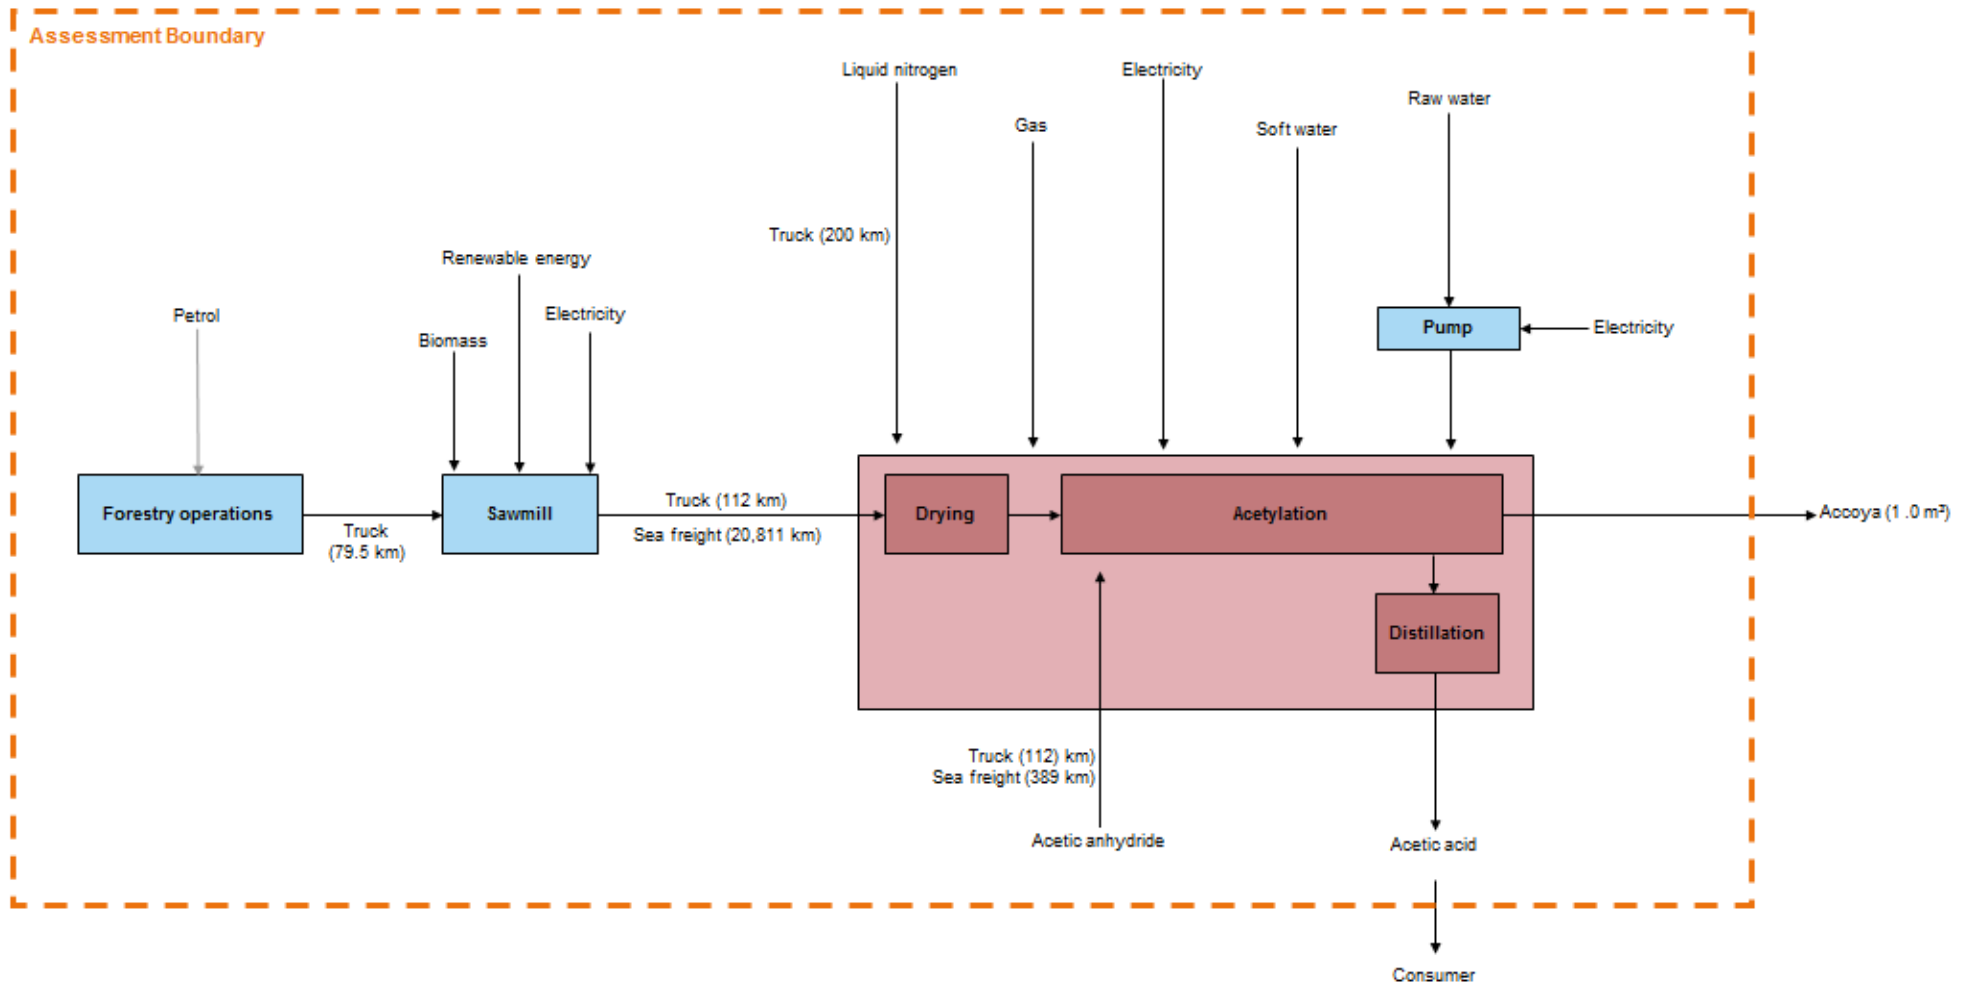 Assessment Boundary
Liquid nitrogen
Electricity
Raw water
Gas
Soft water
Truck (200 km)
Renewable energy
Petrol
Electricity
Biomass
Pump
Electricity
Forestry operations
Truck
(79.5 km)
Sawmill
Truck (112 km)
Sea freight (20,811 km)
Drying
Acetylation
Accoya (1 .0 m³)
Distillation
Truck (112) km)
Sea freight (389 km)
Acetic anhydride
Acetic acid
Consumer